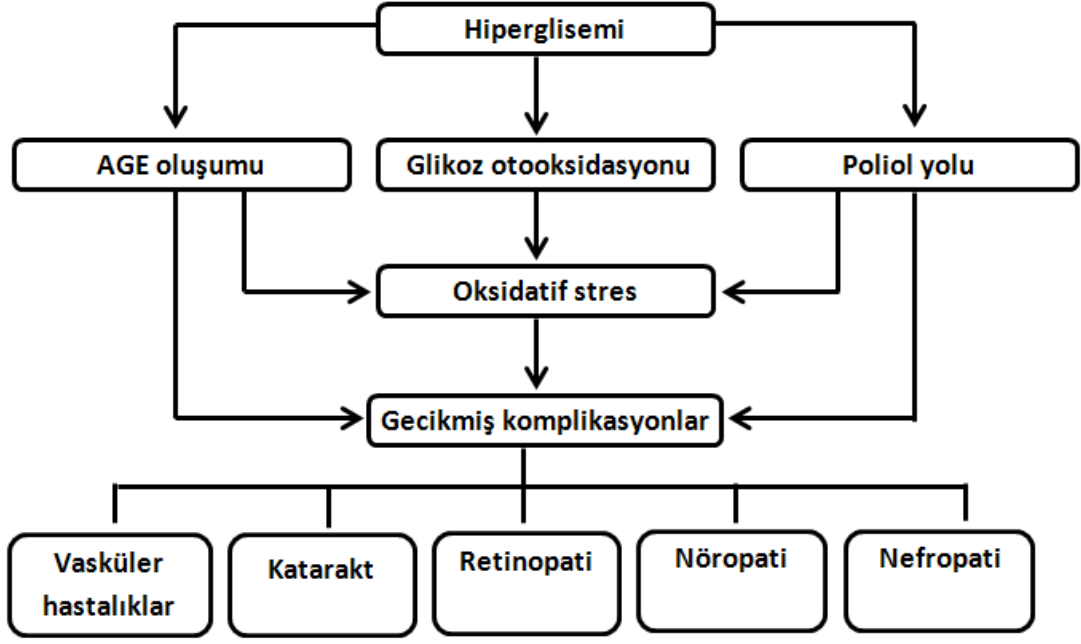 Hiperglisemi
AGE oluşumu
Glikoz otooksidasyonu
Poliol yolu
Oksidatif stres
Gecikmiş komplikasyonlar
Vasküler
hastalıklar
Katarakt
Retinopati
Nöropati
Nefropati